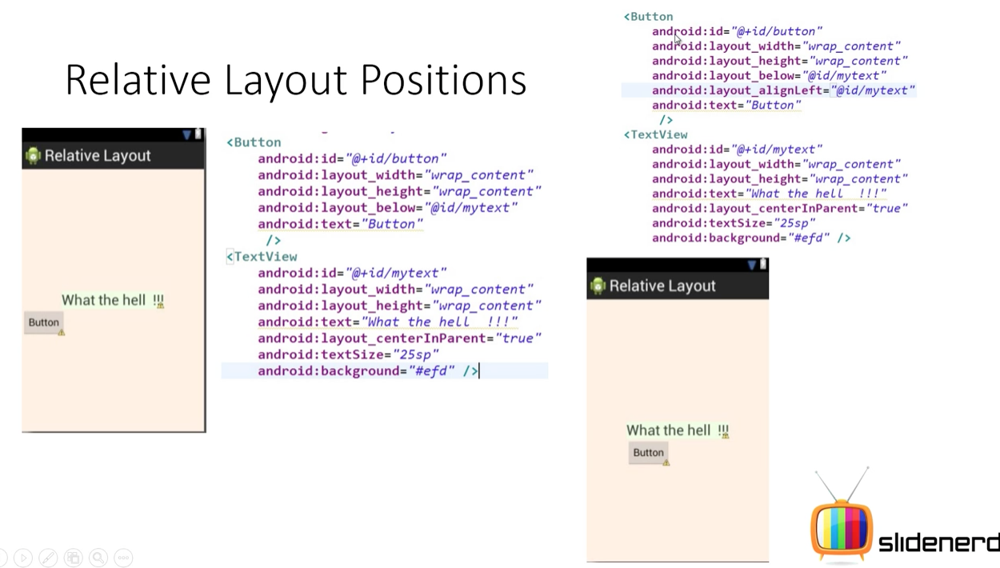 Relative Layout Positions
Relative Layout
What the hell  !!!
Button
<Button
android:id="@+id/button"
android:layout_width="wrap_content"
android:layout_height="wrap_content"
android:layout_below="@id/mytext"
android:text="Button"
/>
<TextView
android:id="@+id/mytext"
android:layout_width="wrap_content"
android:layout_height="wrap_content"
android:text="What the hell  !!!"
android:layout_centerInParent="true"
android:textSize="25sp"
android:background="#efd" />
<Button
android:id="@+id/button"
android:layout_width="wrap_content"
android:layout_height="wrap_content"
android:layout_below="@id/mytext"
android:layout_alignLeft="@id/mytext"
android:text="Button"
/>
<TextView
android:id="@+id/mytext"
android:layout_width="wrap_content"
android:layout_height="wrap_content"
android:text="What the hell  !!!"
android:layout_centerInParent="true"
android:textSize="25sp"
android:background="#efd" />
Relative Layout
What the hell  !!!
Button
slidenerd